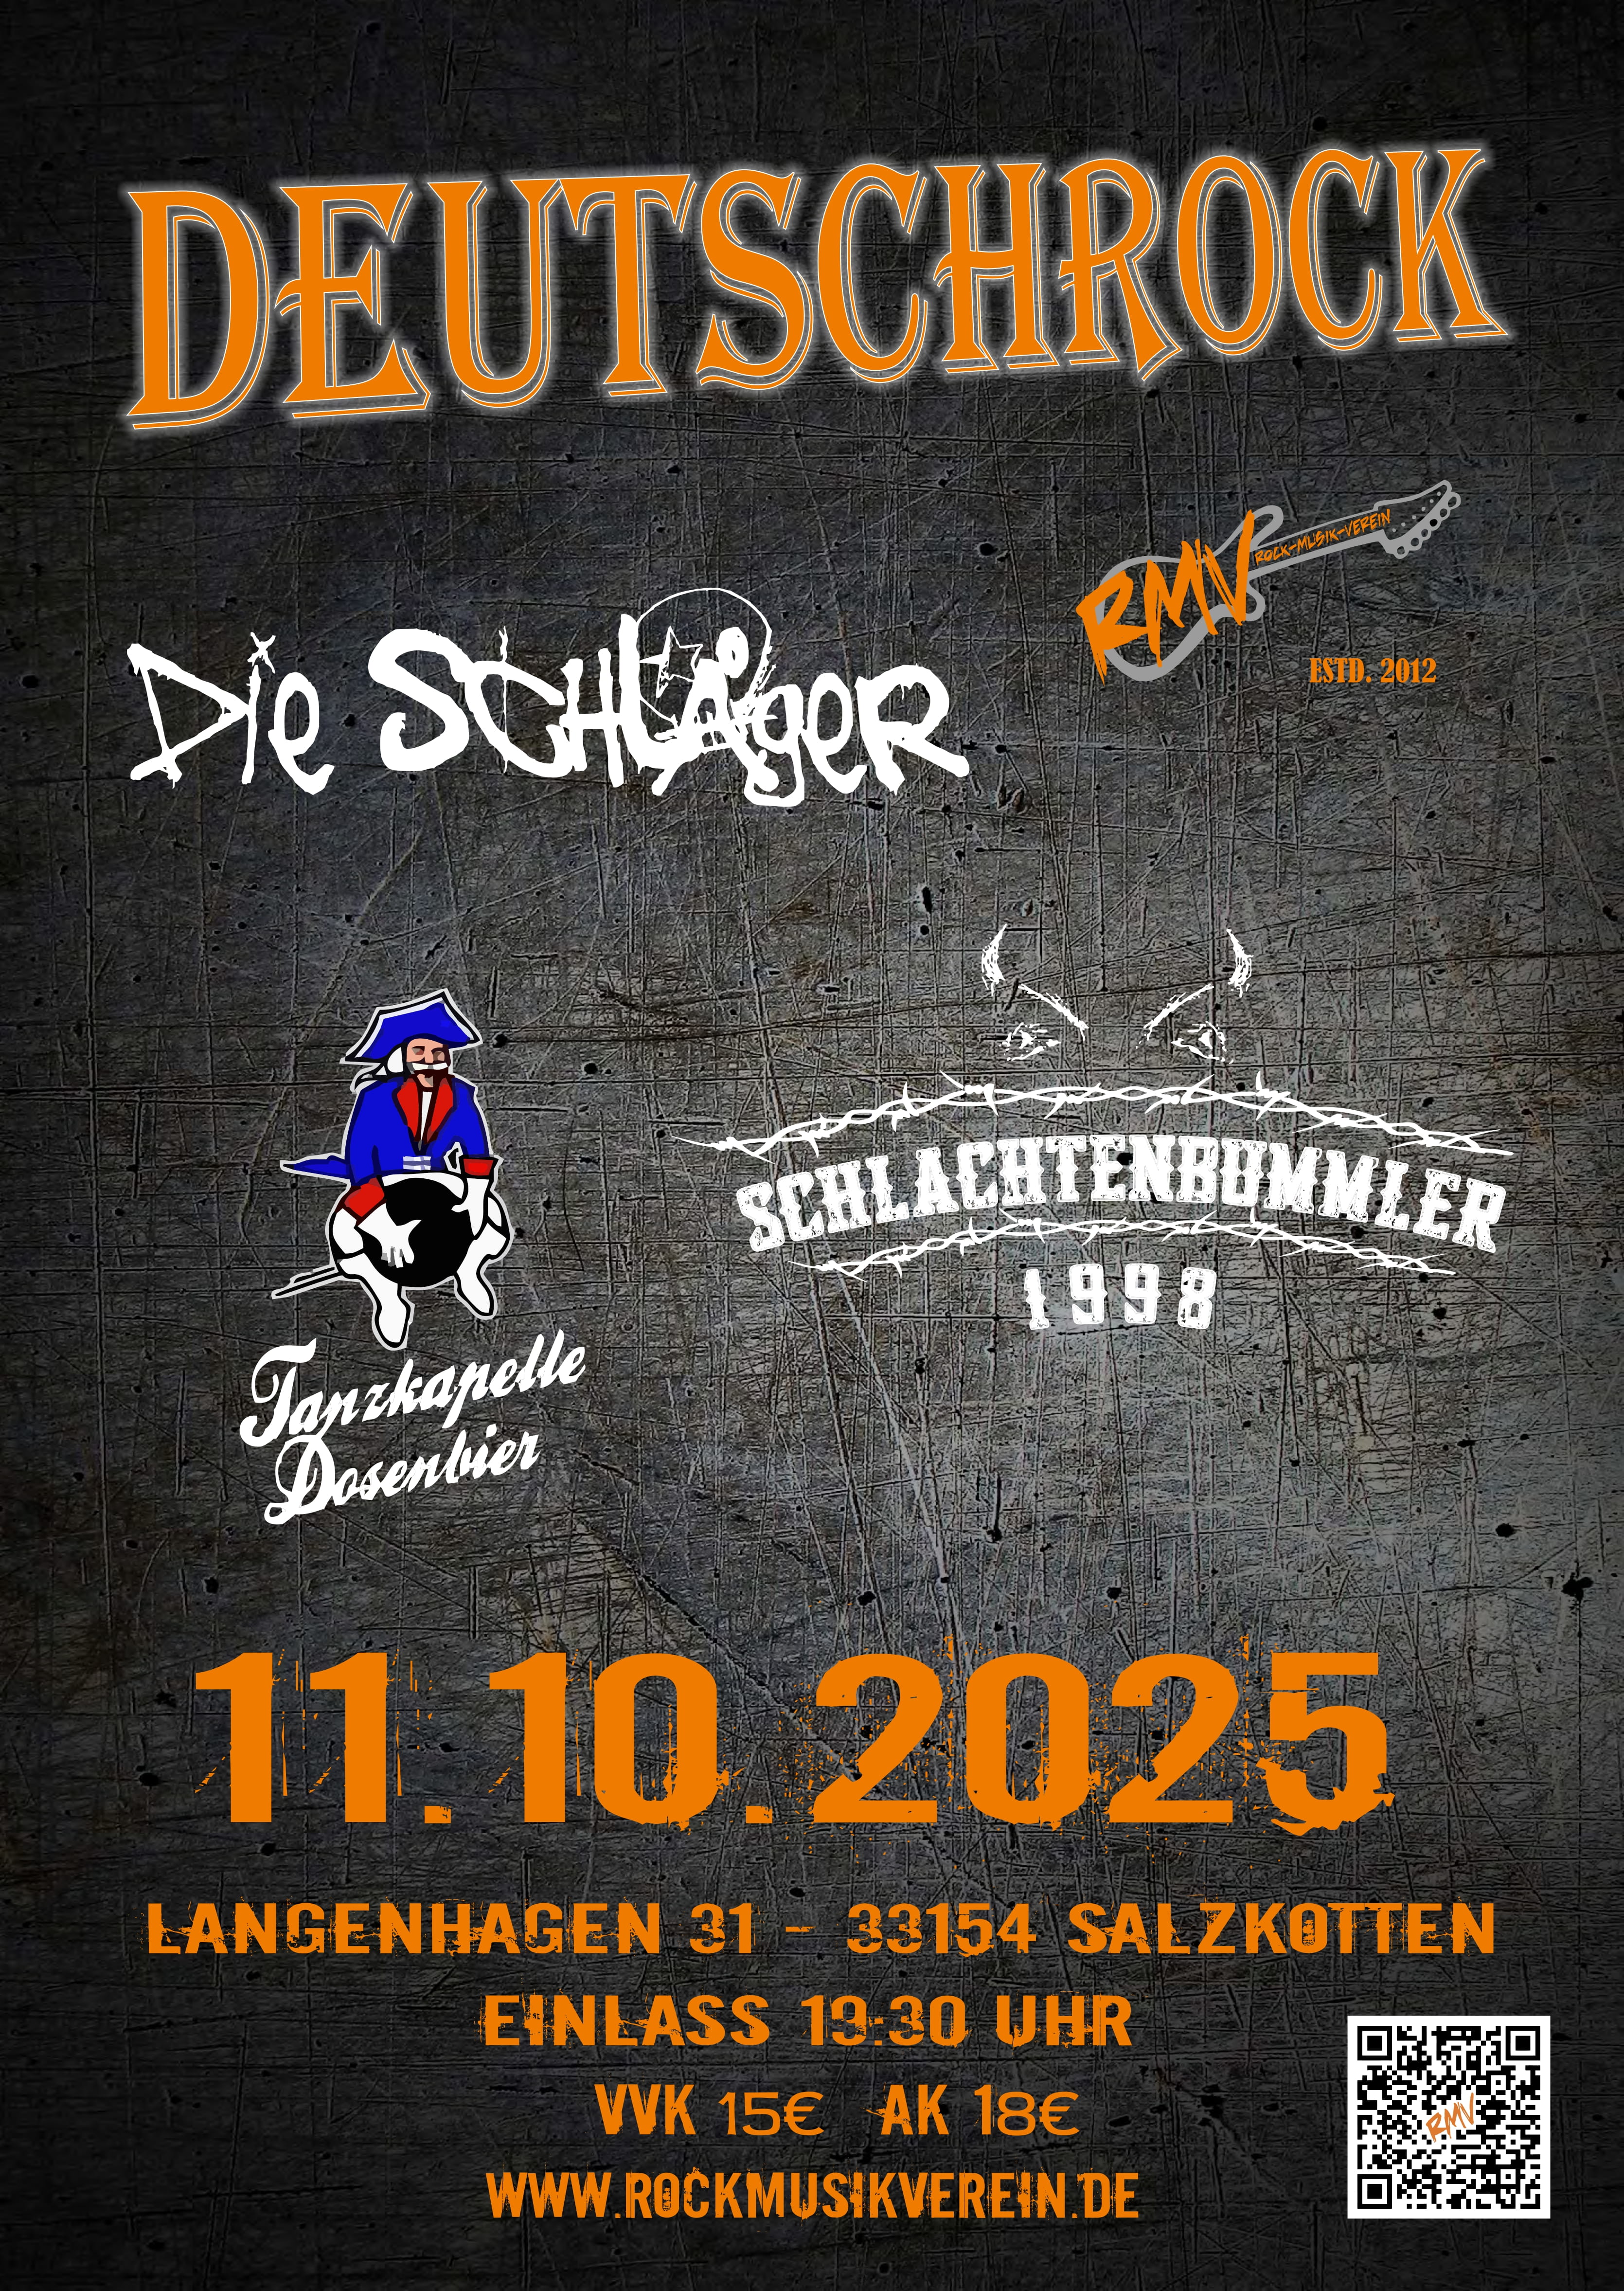 DEUTSCHROCK
RMV
ROCK-MUSIK-VEREIN
ESTD. 2012
Die Schläger
SCHLACHTENBUMMLER
1998
Tanzkapelle
Dosenbier
11.10.2025
LANGENHAGEN 31 - 33154 SALZKOTTEN
EINLASS 19:30 UHR
VVK 15€ AK 18€
WWW.ROCKMUSIKVEREIN.DE
RMV